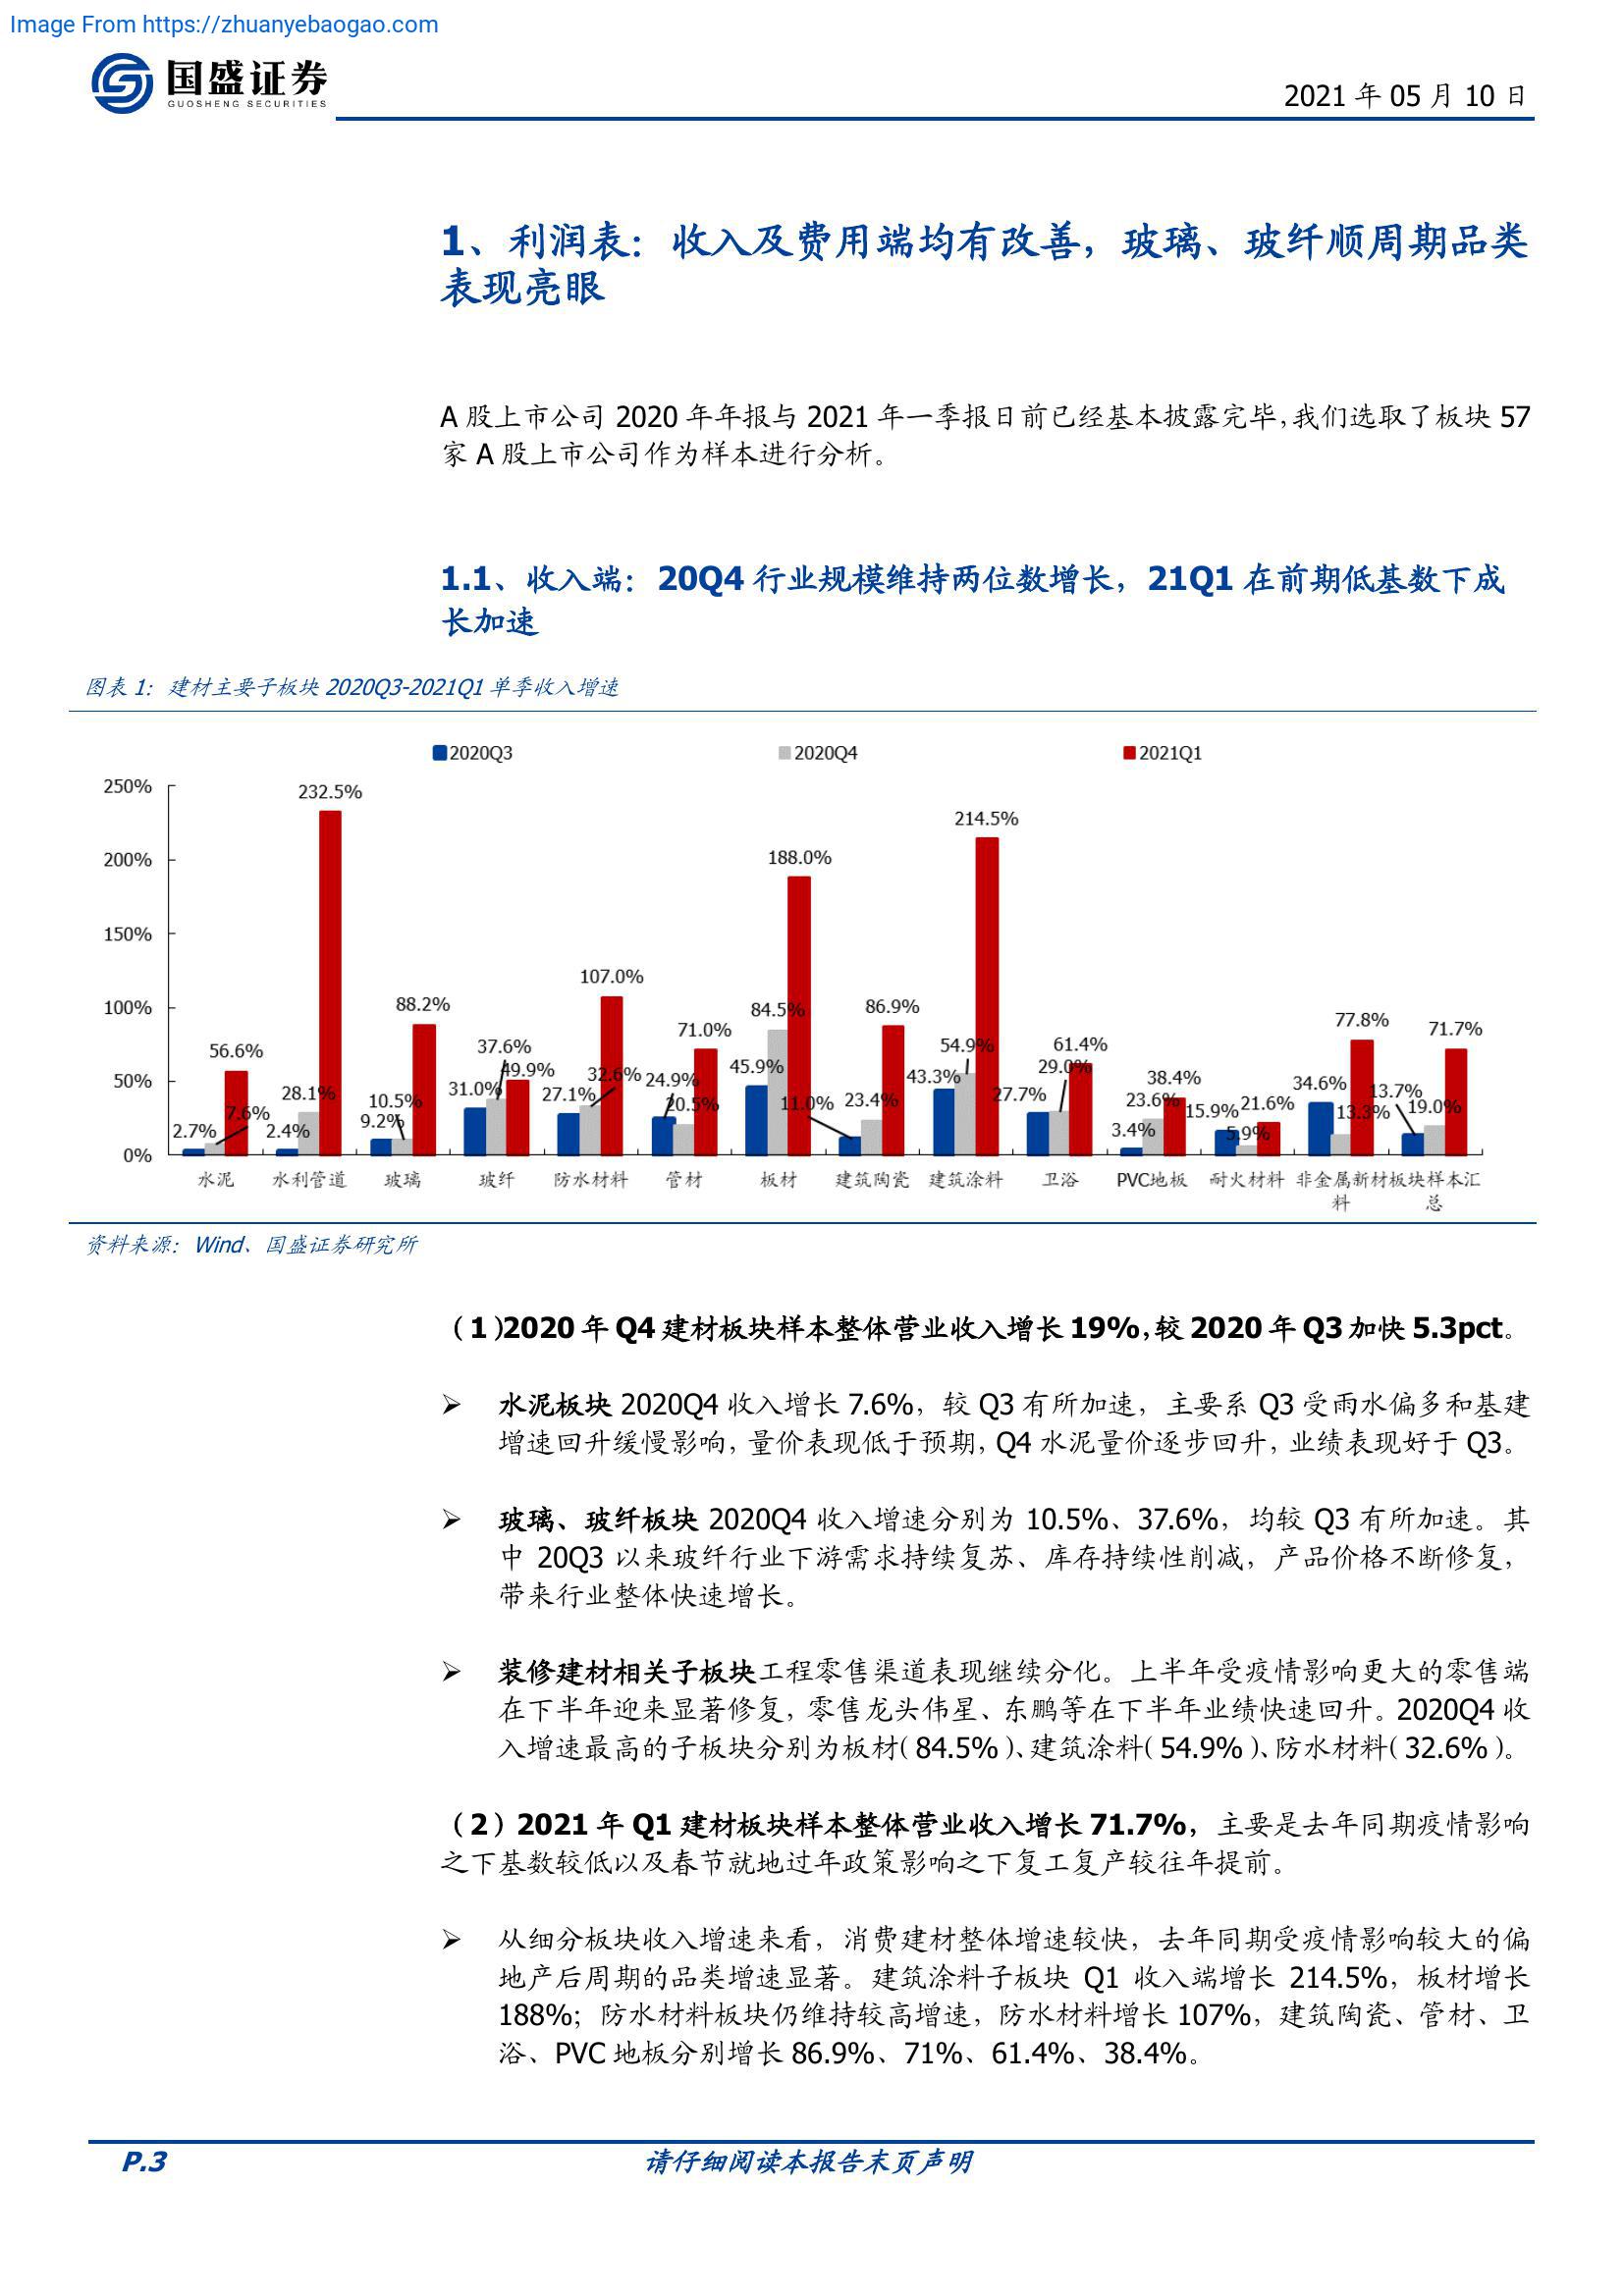 Image From https://zhuanyebaogao.com
国盛证券
GUOSHENG SECURITIES
2021 年 05 月 10 日
1、利润表：收入及费用端均有改善，玻璃、玻纤顺周期品类
表现亮眼
A 股上市公司 2020 年年报与 2021 年一季报日前已经基本披露完毕，我们选取了板块 57
家 A 股上市公司作为样本进行分析。
1.1、收入端：20Q4 行业规模维持两位数增长，21Q1 在前期低基数下成
长加速
图表 1：建材主要子板块 2020Q3-2021Q1 单季收入增速
2020Q3 2020Q4 2021Q1
250%
200%
150%
100%
50%
0%
2.7% 7.6% 56.6%
2.4% 28.1% 232.5%
9.2% 10.5% 88.2%
31.0% 37.6% 49.9%
27.1% 32.6% 107.0%
24.9% 20.5% 71.0%
45.9% 84.5% 188.0%
11.0% 23.4% 86.9%
43.3% 54.9% 214.5%
27.7% 29.0% 61.4%
3.4% 23.6% 38.4%
15.9% 5.9% 21.6%
34.6% 13.3% 77.8%
13.7% 19.0% 71.7%
水泥 水利管道 玻璃 玻纤 防水材料 管材 板材 建筑陶瓷 建筑涂料 卫浴 PVC地板 耐火材料 非金属新材料 板块样本汇总
资料来源：Wind、国盛证券研究所
（1）2020 年 Q4 建材板块样本整体营业收入增长 19%，较 2020 年 Q3 加快 5.3pct。
➢ 水泥板块 2020Q4 收入增长 7.6%，较 Q3 有所加速，主要系 Q3 受雨水偏多和基建
增速回升缓慢影响，量价表现低于预期，Q4 水泥量价逐步回升，业绩表现好于 Q3。
➢ 玻璃、玻纤板块 2020Q4 收入增速分别为 10.5%、37.6%，均较 Q3 有所加速。其
中 20Q3 以来玻纤行业下游需求持续复苏、库存持续性削减，产品价格不断修复，
带来行业整体快速增长。
➢ 装修建材相关子板块工程零售渠道表现继续分化。上半年受疫情影响更大的零售端
在下半年迎来显著修复，零售龙头伟星、东鹏等在下半年业绩快速回升。2020Q4 收
入增速最高的子板块分别为板材（84.5%）、建筑涂料（54.9%）、防水材料（32.6%）。
（2）2021 年 Q1 建材板块样本整体营业收入增长 71.7%，主要是去年同期疫情影响
之下基数较低以及春节就地过年政策影响之下复工复产较往年提前。
➢ 从细分板块收入增速来看，消费建材整体增速较快，去年同期受疫情影响较大的偏
地产后周期的品类增速显著。建筑涂料子板块 Q1 收入端增长 214.5%，板材增长
188%；防水材料板块仍维持较高增速，防水材料增长 107%，建筑陶瓷、管材、卫
浴、PVC 地板分别增长 86.9%、71%、61.4%、38.4%。
P.3
请仔细阅读本报告末页声明